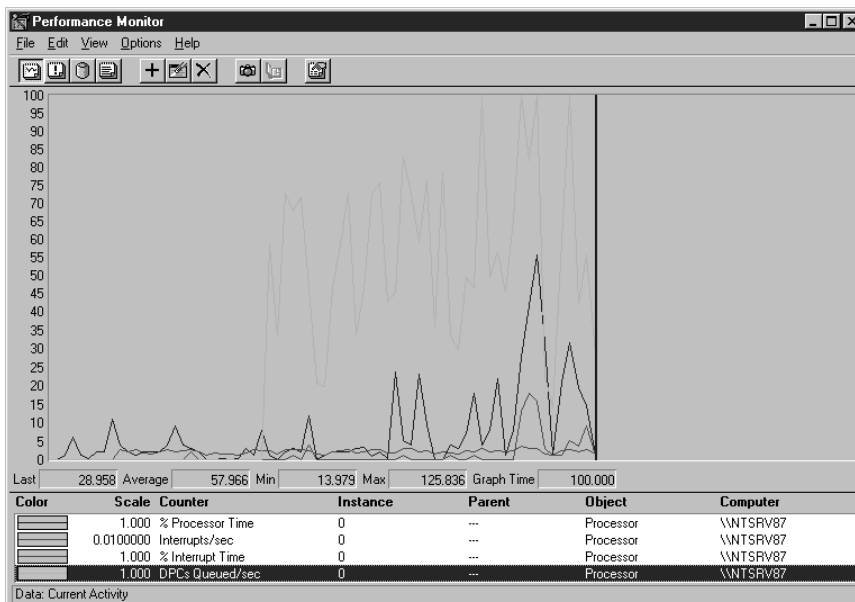 Performance Monitor
File Edit View Options Help
100
95
90
85
80
75
70
65
60
55
50
45
40
35
30
25
20
15
10
5
0
Last 28.958 Average 57.966 Min 13.979 Max 125.836 Graph Time 100.000
Color Scale Counter Instance Parent Object Computer
1.000 % Processor Time 0 --- Processor \\NTSRV87
0.0100000 Interrupts/sec 0 --- Processor \\NTSRV87
1.000 % Interrupt Time 0 --- Processor \\NTSRV87
1.000 DPCs Queued/sec 0 --- Processor \\NTSRV87
Data: Current Activity